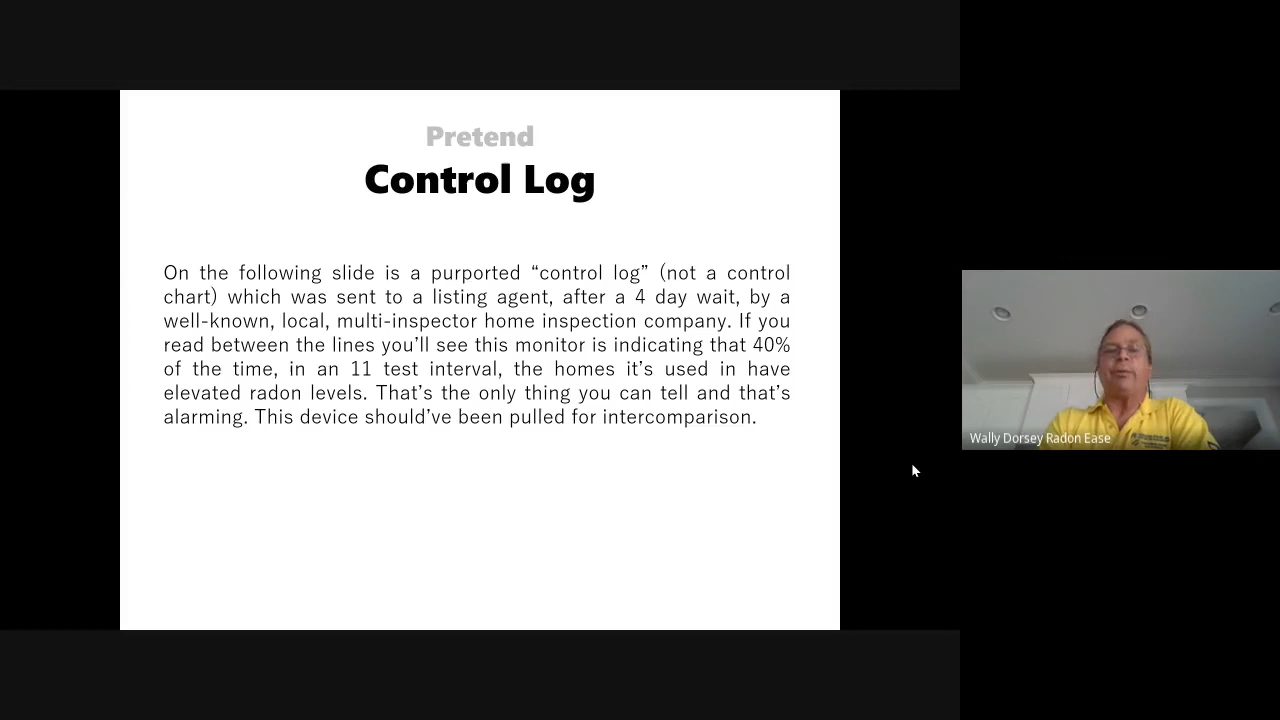 Pretend
Control Log
On the following slide is a purported “control log” (not a control
chart) which was sent to a listing agent, after a 4 day wait, by a
well-known, local, multi-inspector home inspection company. If you
read between the lines you’ll see this monitor is indicating that 40%
of the time, in an 11 test interval, the homes it’s used in have
elevated radon levels. That’s the only thing you can tell and that’s
alarming. This device should’ve been pulled for intercomparison.
Wally Dorsey Radon Ease